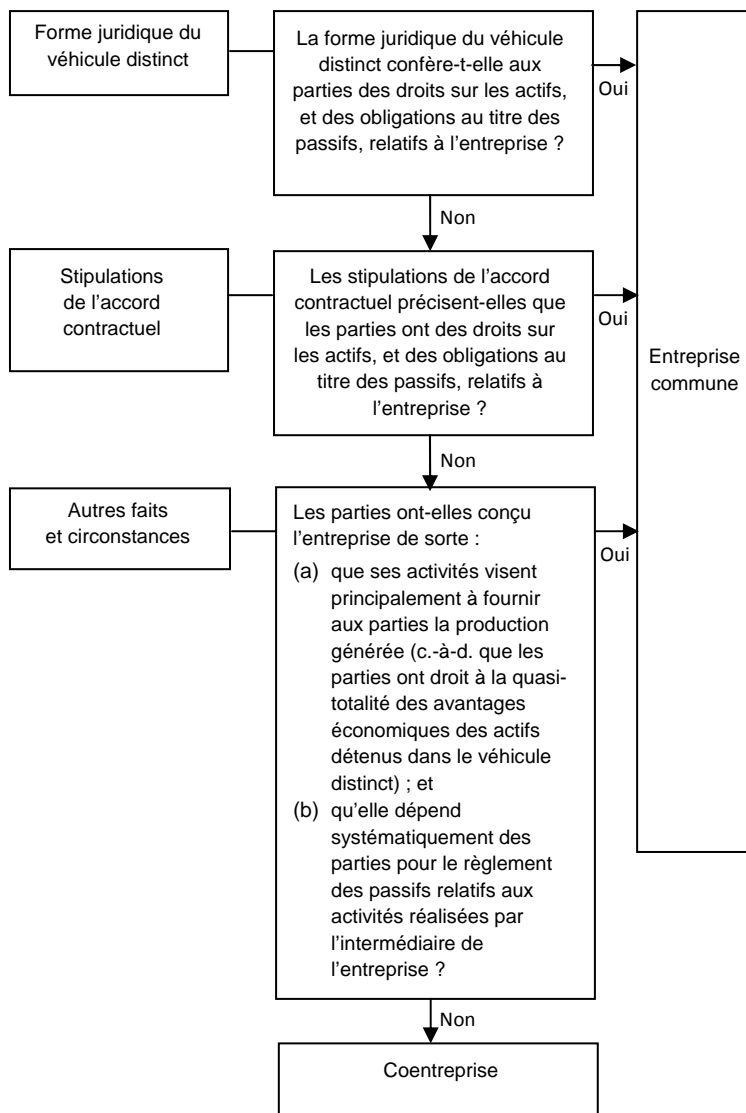 Forme juridique du
véhicule distinct
La forme juridique du véhicule
distinct confère-t-elle aux
parties des droits sur les actifs,
et des obligations au titre des
passifs, relatifs à l'entreprise ?
Oui
Non
Stipulations
de l'accord
contractuel
Les stipulations de l'accord
contractuel précisent-elles que
les parties ont des droits sur
les actifs, et des obligations au
titre des passifs, relatifs à
l'entreprise ?
Oui
Entreprise
commune
Non
Autres faits
et circonstances
Les parties ont-elles conçu
l'entreprise de sorte :
(a) que ses activités visent
principalement à fournir
aux parties la production
générée (c.-à-d. que les
parties ont droit à la quasi-
totalité des avantages
économiques des actifs
détenus dans le véhicule
distinct) ; et
(b) qu'elle dépend
systématiquement des
parties pour le règlement
des passifs relatifs aux
activités réalisées par
l'intermédiaire de
l'entreprise ?
Oui
Non
Coentreprise